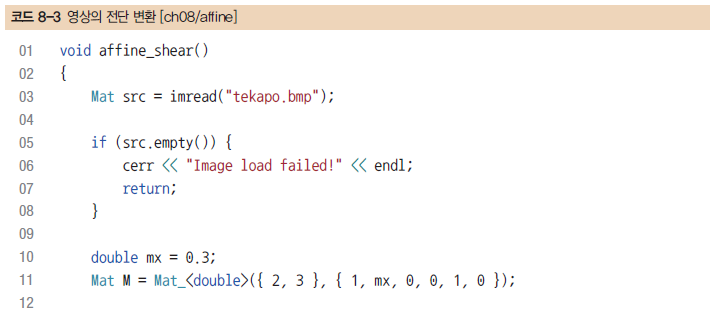 코드 8-3 영상의 전단 변환 [ch08/affine]
01 void affine_shear()
02 {
03     Mat src = imread("tekapo.bmp");
04
05     if (src.empty()) {
06         cerr << "Image load failed!" << endl;
07         return;
08     }
09
10     double mx = 0.3;
11     Mat M = Mat_<double>({ 2, 3 }, { 1, mx, 0, 0, 1, 0 });
12